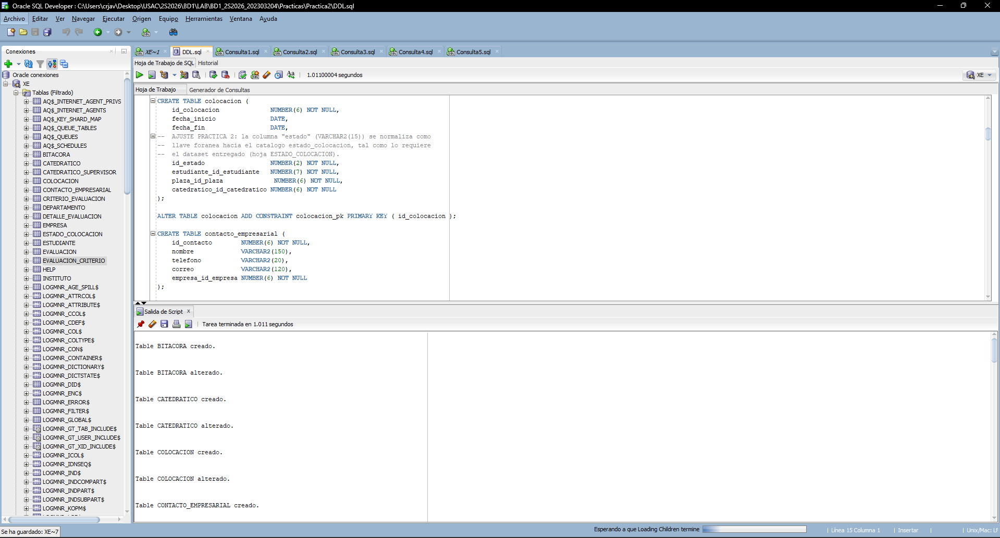 Oracle SQL Developer : C:\Users\crjav\Desktop\USAC\2S2026\BD1\LAB\BD1_2S2026_202303204\Practicas\Practica2\DDL.sql
Archivo Editar Ver Navegar Ejecutar Origen Equipo Herramientas Ventana Ayuda
Conexiones
Oracle conexiones
XE
Tablas (Filtrado)
AQ$_INTERNET_AGENT_PRIVS
AQ$_INTERNET_AGENTS
AQ$_KEY_SHARD_MAP
AQ$_QUEUE_TABLES
AQ$_QUEUES
AQ$_SCHEDULES
BITACORA
CATEDRATICO
CATEDRATICO_SUPERVISOR
COLOCACION
CONTACTO_EMPRESARIAL
CRITERIO_EVALUACION
DEPARTAMENTO
DETALLE_EVALUACION
EMPRESA
ESTADO_COLOCACION
ESTUDIANTE
EVALUACION
EVALUACION_CRITERIO
HELP
INSTITUTO
LOGMNR_AGE_SPILL$
LOGMNR_ATTRCOL$
LOGMNR_ATTRIBUTE$
LOGMNR_CCOL$
LOGMNR_CDEF$
LOGMNR_COL$
LOGMNR_COLTYPE$
LOGMNR_CON$
LOGMNR_CONTAINER$
LOGMNR_DICTIONARY$
LOGMNR_DICTSTATE$
LOGMNR_DID$
LOGMNR_ENC$
LOGMNR_ERROR$
LOGMNR_FILTER$
LOGMNR_GLOBAL$
LOGMNR_GT_TAB_INCLUDE$
LOGMNR_GT_USER_INCLUDE$
LOGMNR_GT_XID_INCLUDE$
LOGMNR_ICOL$
LOGMNR_IDNSEQ$
LOGMNR_IND$
LOGMNR_INDCOMPART$
LOGMNR_INDPART$
LOGMNR_INDSUBPART$
LOGMNR_KOPM$
XE~1 DDL.sql Consulta1.sql Consulta2.sql Consulta3.sql Consulta4.sql Consulta5.sql
Hoja de Trabajo de SQL Historial
1.01100004 segundos
XE
Hoja de Trabajo Generador de Consultas
CREATE TABLE colocacion (
id_colocacion NUMBER(6) NOT NULL,
fecha_inicio DATE,
fecha_fin DATE,
-- AJUSTE PRACTICA 2: la columna "estado" (VARCHAR2(15)) se normaliza como
-- llave foranea hacia el catalogo estado_colocacion, tal como lo requiere
-- el dataset entregado (hoja ESTADO_COLOCACION).
id_estado NUMBER(2) NOT NULL,
estudiante_id_estudiante NUMBER(7) NOT NULL,
plaza_id_plaza NUMBER(6) NOT NULL,
catedratico_id_catedratico NUMBER(6) NOT NULL
);
ALTER TABLE colocacion ADD CONSTRAINT colocacion_pk PRIMARY KEY ( id_colocacion );
CREATE TABLE contacto_empresarial (
id_contacto NUMBER(6) NOT NULL,
nombre VARCHAR2(150),
telefono VARCHAR2(20),
correo VARCHAR2(120),
empresa_id_empresa NUMBER(6) NOT NULL
);
Salida de Script
Tarea terminada en 1.011 segundos
Table BITACORA creado.
Table BITACORA alterado.
Table CATEDRATICO creado.
Table CATEDRATICO alterado.
Table COLOCACION creado.
Table COLOCACION alterado.
Table CONTACTO_EMPRESARIAL creado.
Se ha guardado: XE~7
Esperando a que Loading Children termine
Línea 15 Columna 1
Insertar
Unix/Mac: LF